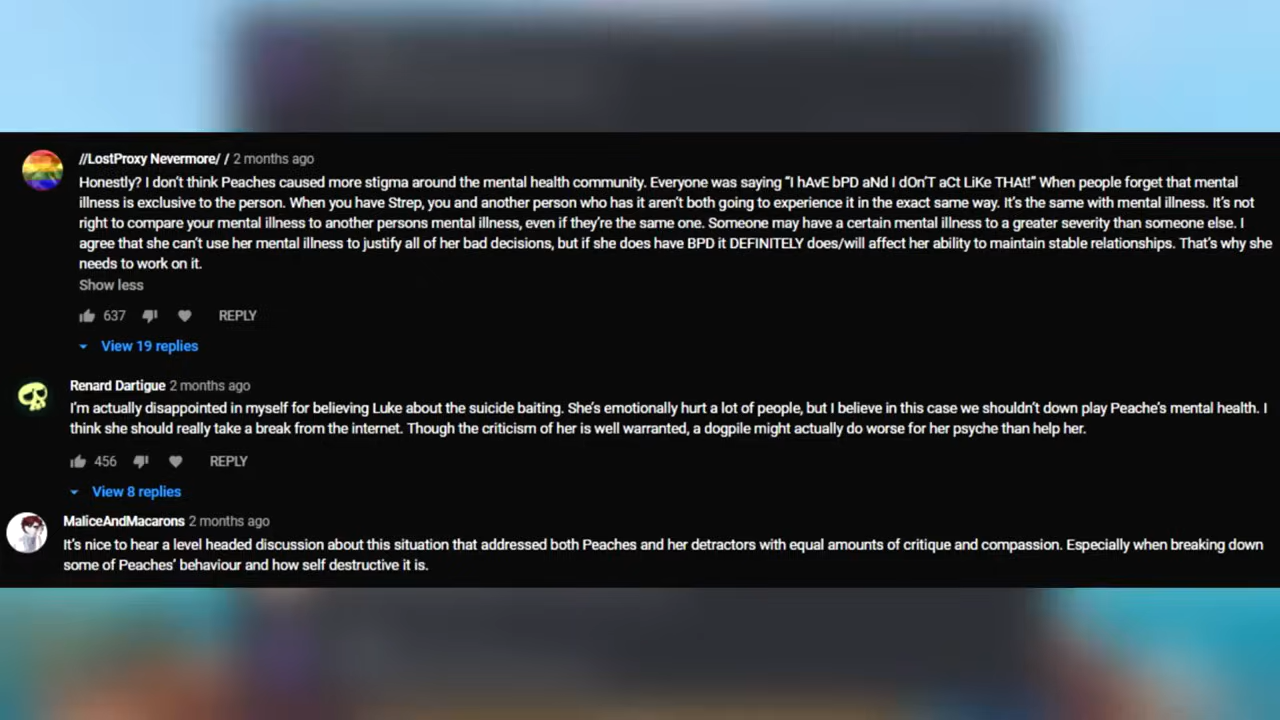 //LostProxy Nevermore/ / 2 months ago
Honestly? I don't think Peaches caused more stigma around the mental health community. Everyone was saying "I hAvE bPD aNd I dOn'T aCt LiKe THAt!" When people forget that mental
illness is exclusive to the person. When you have Strep, you and another person who has it aren't both going to experience it in the exact same way. It's the same with mental illness. It's not
right to compare your mental illness to another persons mental illness, even if they're the same one. Someone may have a certain mental illness to a greater severity than someone else. I
agree that she can't use her mental illness to justify all of her bad decisions, but if she does have BPD it DEFINITELY does/will affect her ability to maintain stable relationships. That's why she
needs to work on it.
Show less
637 REPLY
View 19 replies
Renard Dartigue 2 months ago
I'm actually disappointed in myself for believing Luke about the suicide baiting. She's emotionally hurt a lot of people, but I believe in this case we shouldn't down play Peache's mental health. I
think she should really take a break from the internet. Though the criticism of her is well warranted, a dogpile might actually do worse for her psyche than help her.
456 REPLY
View 8 replies
MaliceAndMacarons 2 months ago
It's nice to hear a level headed discussion about this situation that addressed both Peaches and her detractors with equal amounts of critique and compassion. Especially when breaking down
some of Peaches' behaviour and how self destructive it is.